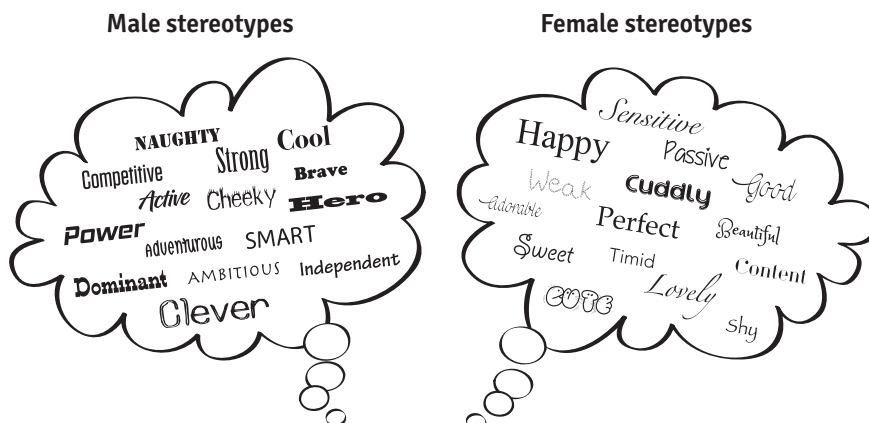 Male stereotypes
NAUGHTY
Cool
Strong
Competitive
Brave
Active
Cheeky
Hero
Power
Adventurous
SMART
Dominant
AMBITIOUS
Independent
Clever
Female stereotypes
Sensitive
Happy
Passive
Weak
Cuddly
Good
adorable
Perfect
Beautiful
Sweet
Timid
Content
Lovely
CUTE
Shy